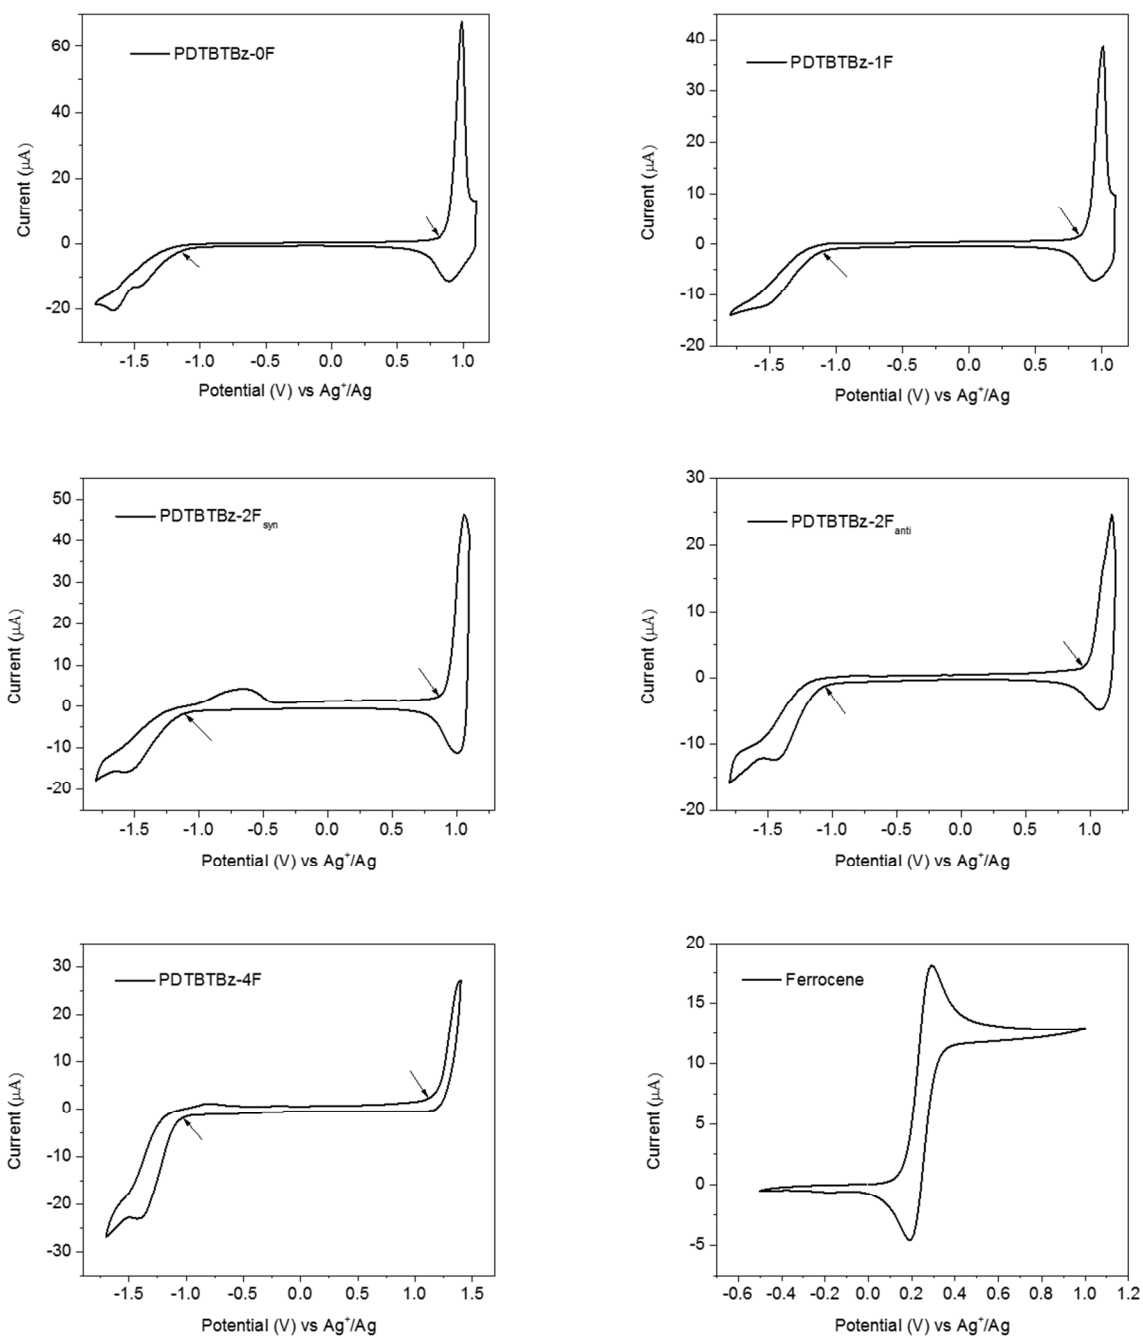 PDTBTBz-0F
60
40
20
0
-20
Current (μA)
-1.5 -1.0 -0.5 0.0 0.5 1.0
Potential (V) vs Ag⁺/Ag
PDTBTBz-1F
40
30
20
10
0
-10
-20
Current (μA)
-1.5 -1.0 -0.5 0.0 0.5 1.0
Potential (V) vs Ag⁺/Ag
PDTBTBz-2Fsyn
50
40
30
20
10
0
-10
-20
Current (μA)
-1.5 -1.0 -0.5 0.0 0.5 1.0
Potential (V) vs Ag⁺/Ag
PDTBTBz-2Fanti
30
20
10
0
-10
-20
Current (μA)
-1.5 -1.0 -0.5 0.0 0.5 1.0
Potential (V) vs Ag⁺/Ag
PDTBTBz-4F
30
20
10
0
-10
-20
-30
Current (μA)
-1.5 -1.0 -0.5 0.0 0.5 1.0 1.5
Potential (V) vs Ag⁺/Ag
Ferrocene
20
15
10
5
0
-5
Current (μA)
-0.6 -0.4 -0.2 0.0 0.2 0.4 0.6 0.8 1.0 1.2
Potential (V) vs Ag⁺/Ag